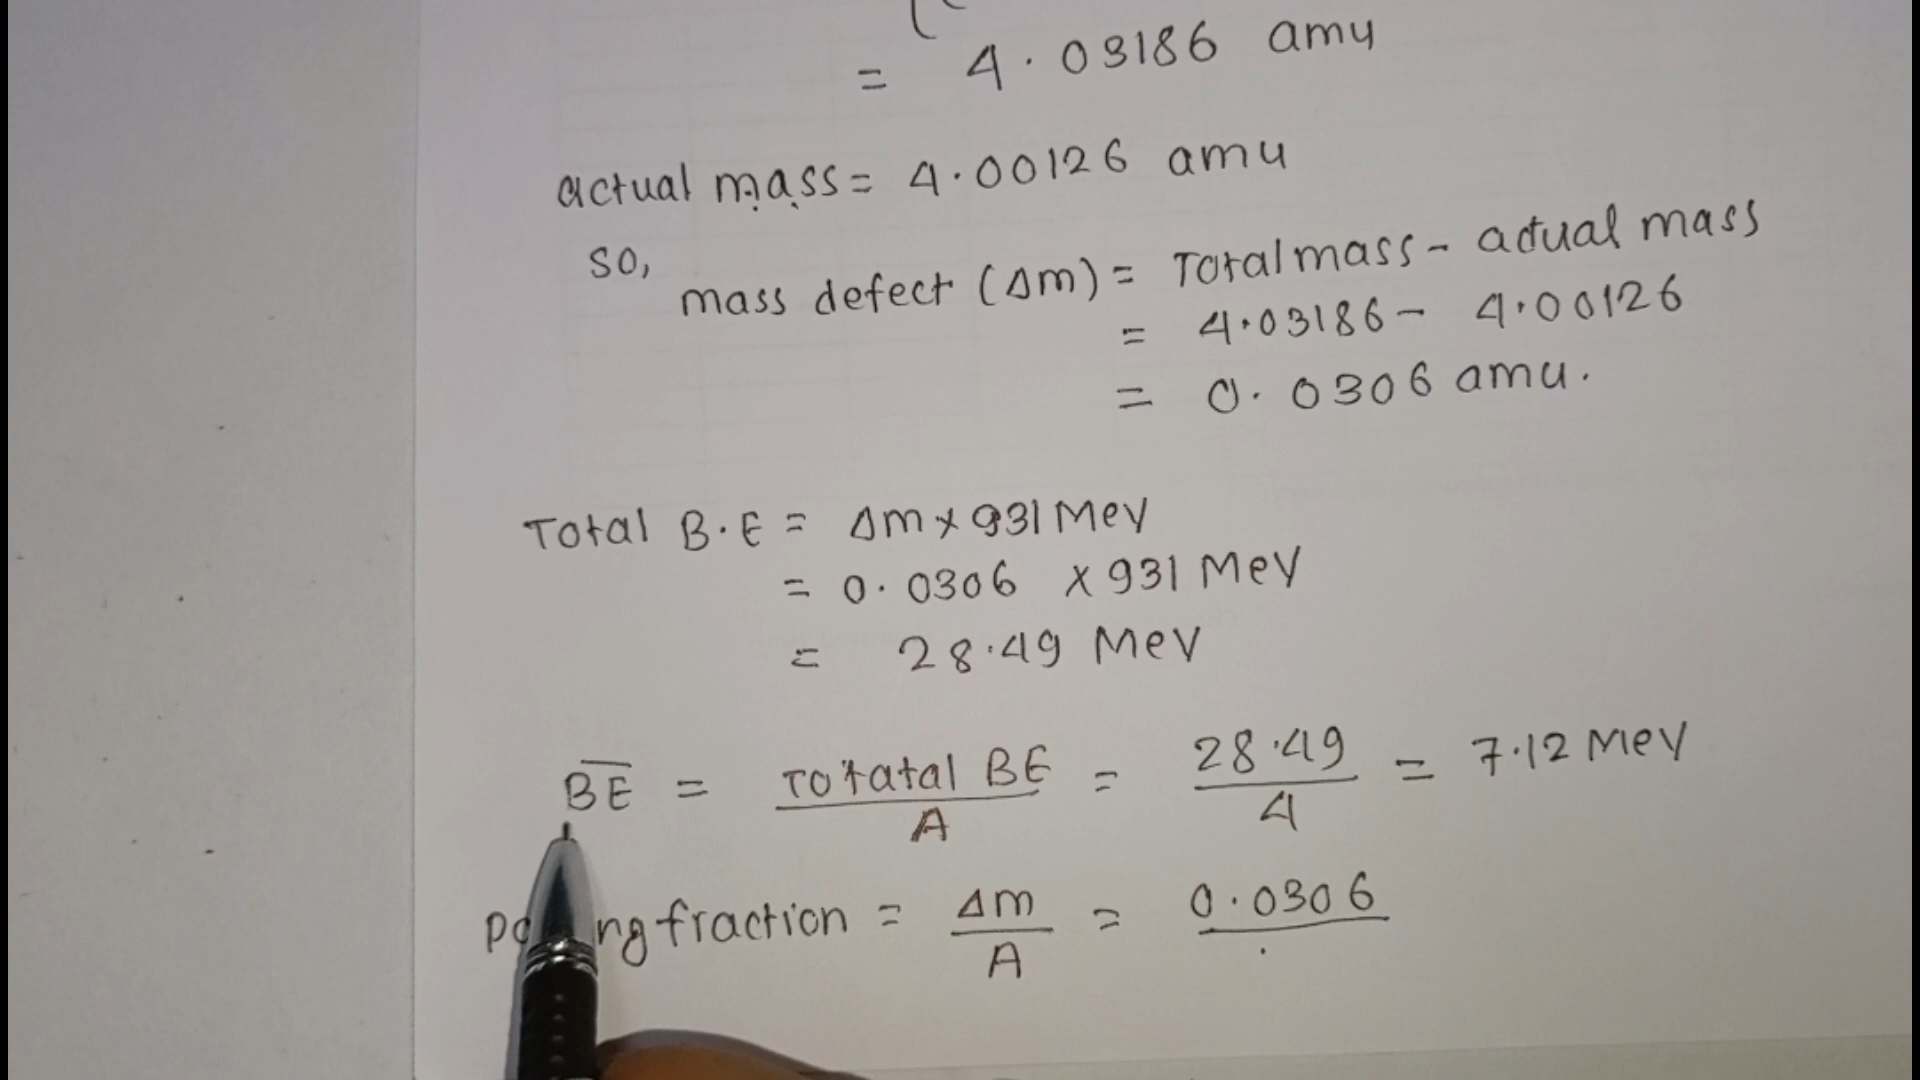 = 4.03186 amu
actual mass = 4.00126 amu
so,
mass defect (Δm) = Total mass - actual mass
= 4.03186 - 4.00126
= 0.0306 amu.
Total B.E = Δm x 931 MeV
= 0.0306 x 931 MeV
= 28.49 MeV
B̅E̅ = Totatal BE / A = 28.49 / 4 = 7.12 MeV
fraction = Δm / A = 0.0306